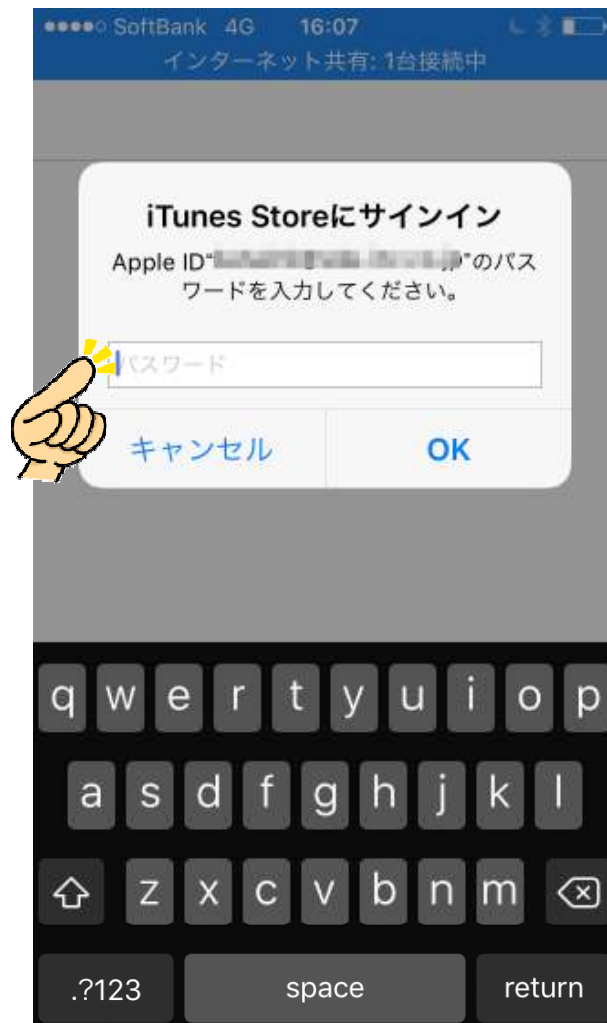 SoftBank 4G 16:07
インターネット共有: 1台接続中
iTunes Storeにサインイン
Apple ID“ ”のパス
ワードを入力してください。
パスワード
キャンセル OK
q w e r t y u i o p
a s d f g h j k l
z x c v b n m
.?123 space return